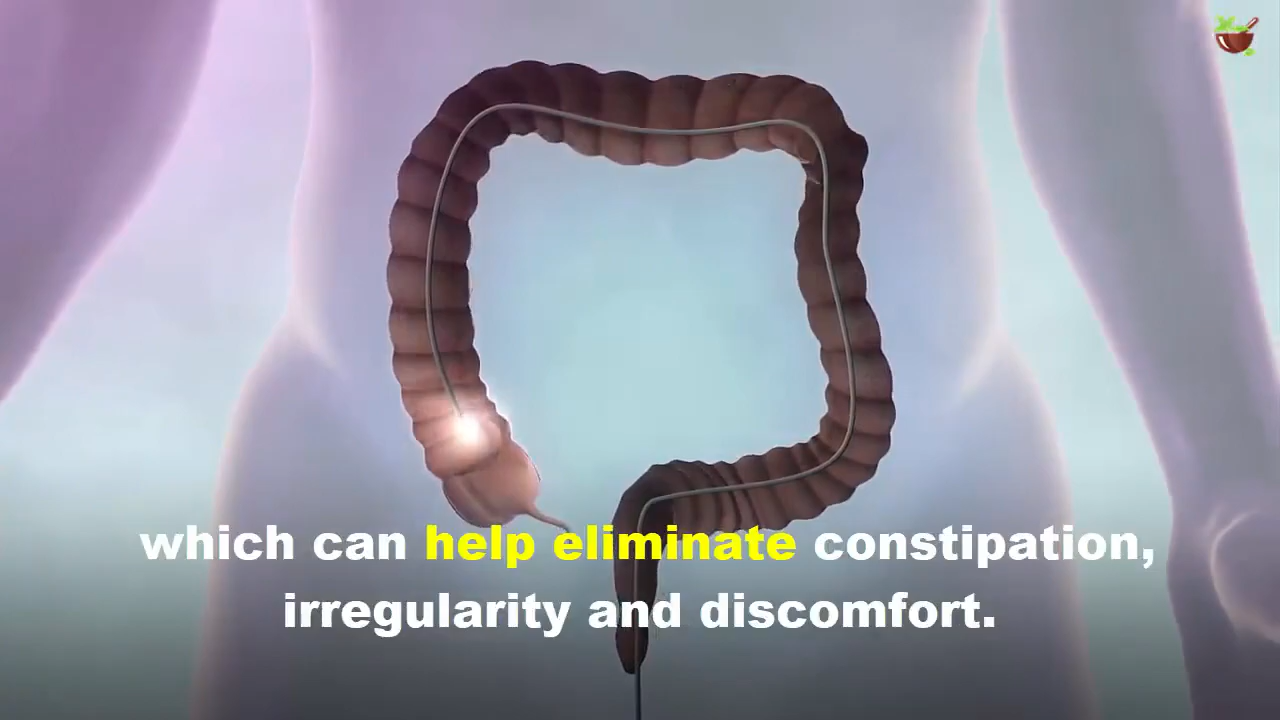 which can help eliminate constipation,
irregularity and discomfort.